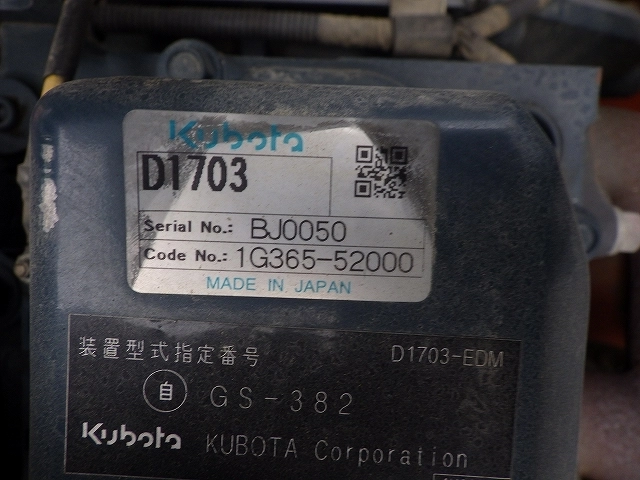 Kubota
D1703
Serial No.: BJ0050
Code No.: 1G365-52000
MADE IN JAPAN
装置型式指定番号 D1703-EDM
自 GS-382
Kubota KUBOTA Corporation